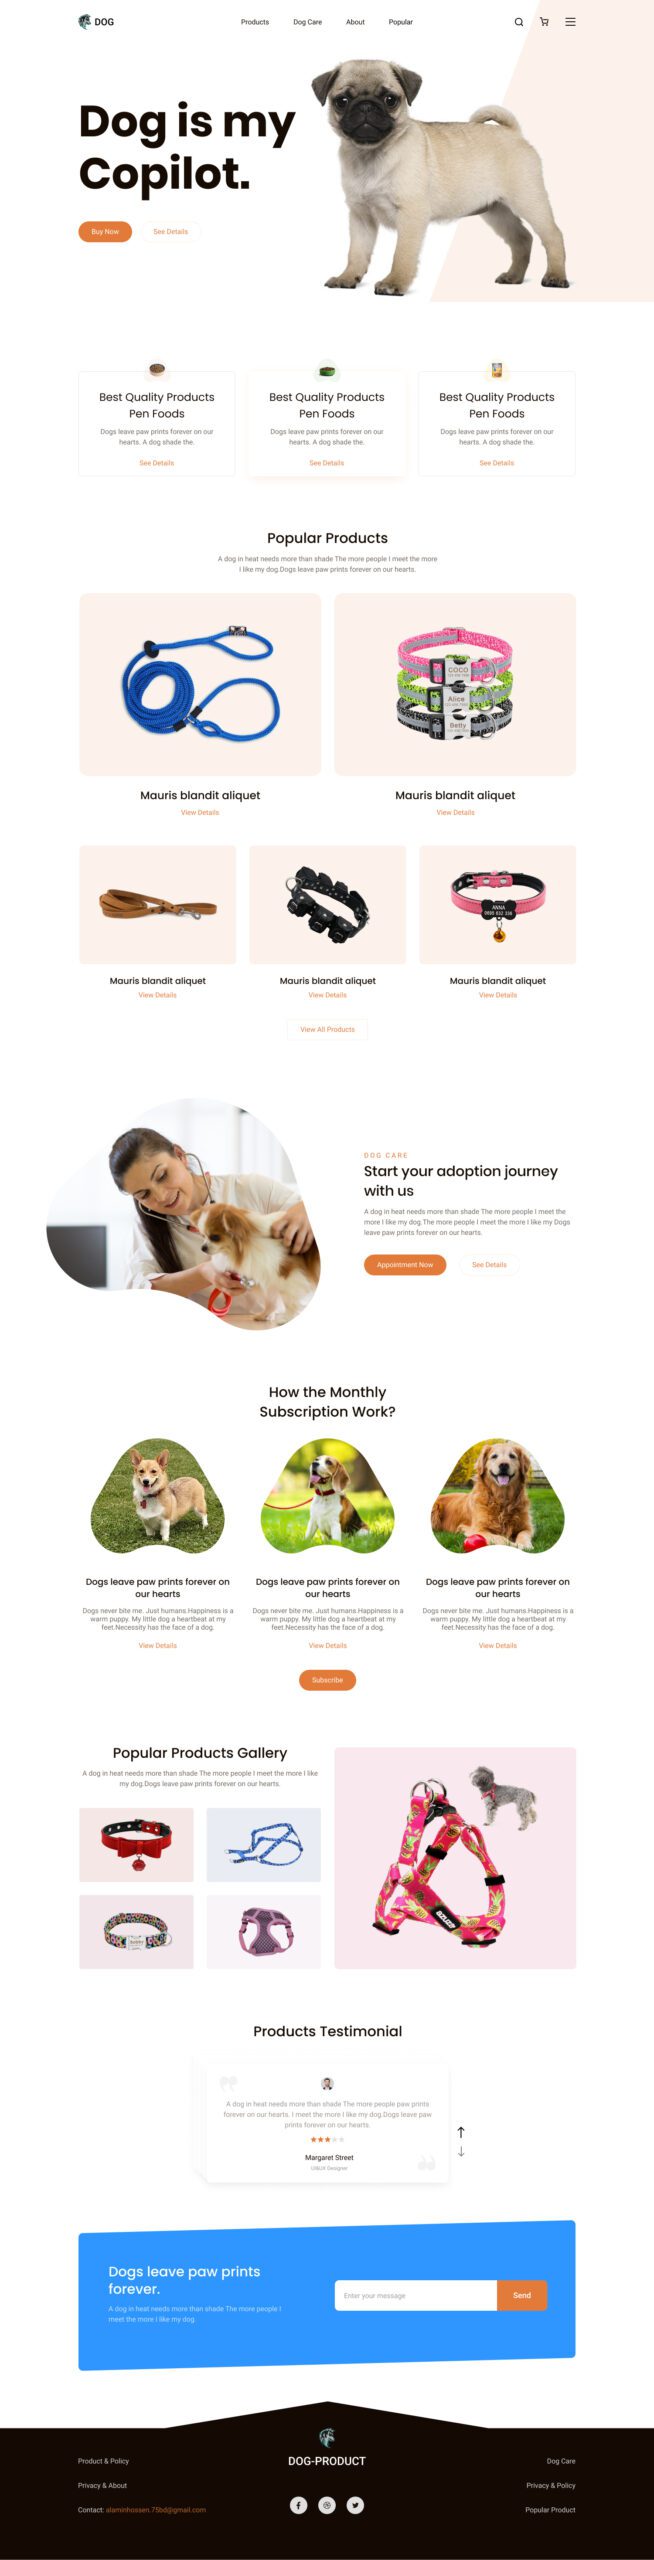 DOG
Products
Dog Care
About
Popular
Dog is my
Copilot.
Buy Now
See Details
Best Quality Products
Pen Foods
Dogs leave paw prints forever on our
hearts. A dog shade the.
See Details
Best Quality Products
Pen Foods
Dogs leave paw prints forever on our
hearts. A dog shade the.
See Details
Best Quality Products
Pen Foods
Dogs leave paw prints forever on our
hearts. A dog shade the.
See Details
Popular Products
A dog in heat needs more than shade The more people I meet the more
I like my dog.Dogs leave paw prints forever on our hearts.
COCO
Alice
Betty
Mauris blandit aliquet
View Details
Mauris blandit aliquet
View Details
ANNA
0695 632 356
Mauris blandit aliquet
View Details
Mauris blandit aliquet
View Details
Mauris blandit aliquet
View Details
View All Products
DOG CARE
Start your adoption journey
with us
A dog in heat needs more than shade The more people I meet the
more I like my dog.The more people I meet the more I like my Dogs
leave paw prints forever on our hearts.
Appointment Now
See Details
How the Monthly
Subscription Work?
Dogs leave paw prints forever on
our hearts
Dogs never bite me. Just humans.Happiness is a
warm puppy. My little dog a heartbeat at my
feet.Necessity has the face of a dog.
View Details
Dogs leave paw prints forever on
our hearts
Dogs never bite me. Just humans.Happiness is a
warm puppy. My little dog a heartbeat at my
feet.Necessity has the face of a dog.
View Details
Dogs leave paw prints forever on
our hearts
Dogs never bite me. Just humans.Happiness is a
warm puppy. My little dog a heartbeat at my
feet.Necessity has the face of a dog.
View Details
Subscribe
Popular Products Gallery
A dog in heat needs more than shade The more people I meet the more I like
my dog.Dogs leave paw prints forever on our hearts.
Products Testimonial
A dog in heat needs more than shade The more people paw prints
forever on our hearts. I meet the more I like my dog.Dogs leave paw
prints forever on our hearts.
Margaret Street
UI&UX Designer
Dogs leave paw prints
forever.
A dog in heat needs more than shade The more people I
meet the more I like my dog
Enter your message
Send
DOG-PRODUCT
Product & Policy
Privacy & About
Contact: alaminhossen.75bd@gmail.com
Dog Care
Privacy & Policy
Popular Product